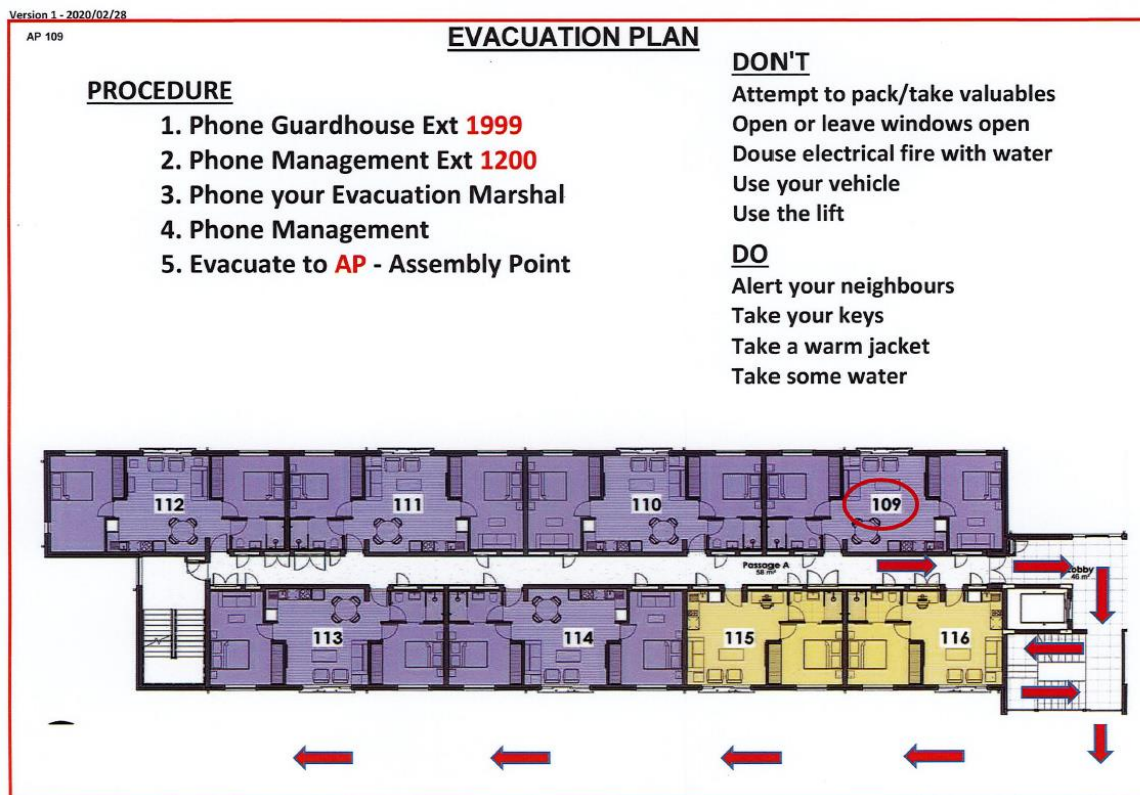 Version 1 - 2020/02/28
AP 109
EVACUATION PLAN
PROCEDURE
1. Phone Guardhouse Ext 1999
2. Phone Management Ext 1200
3. Phone your Evacuation Marshal
4. Phone Management
5. Evacuate to AP - Assembly Point
DON'T
Attempt to pack/take valuables
Open or leave windows open
Douse electrical fire with water
Use your vehicle
Use the lift
DO
Alert your neighbours
Take your keys
Take a warm jacket
Take some water
112
111
110
109
Passage A
58 m²
Lobby
46 m²
113
114
115
116